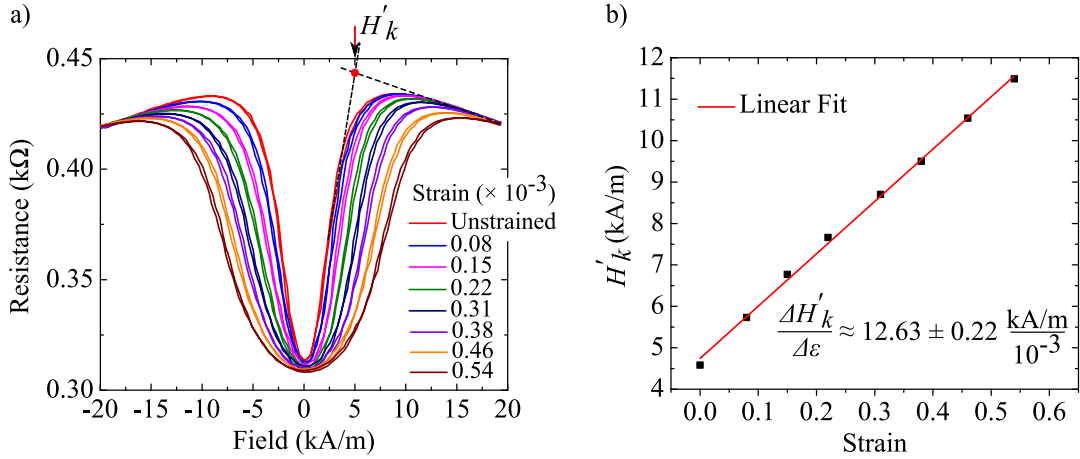 a)
H'k
0.45
0.40
0.35
0.30
Resistance (kΩ)
Strain (× 10⁻³)
Unstrained
0.08
0.15
0.22
0.31
0.38
0.46
0.54
-20 -15 -10 -5 0 5 10 15 20
Field (kA/m)
b)
12
11
10
9
8
7
6
5
4
H'k (kA/m)
Linear Fit
ΔH'k/Δε ≈ 12.63 ± 0.22 kA/m/10⁻³
0.0 0.1 0.2 0.3 0.4 0.5 0.6
Strain